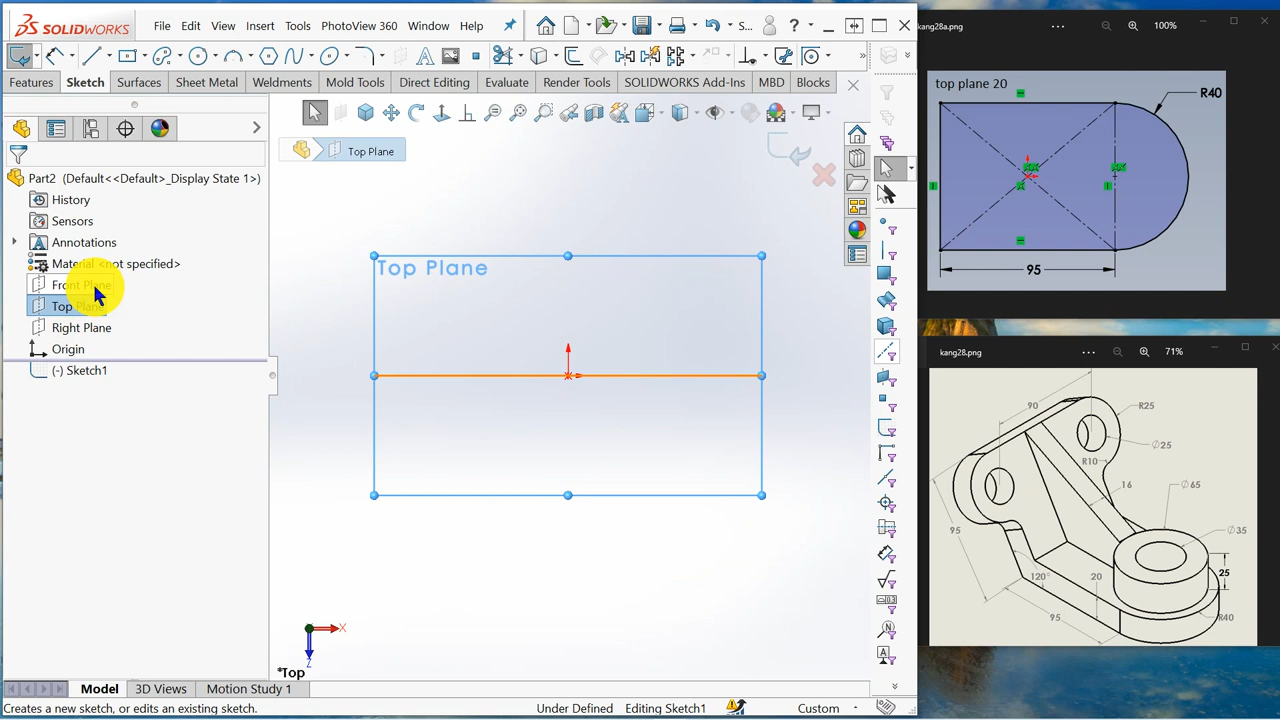 SOLIDWORKS File Edit View Insert Tools PhotoView 360 Window Help S... ?
Features Sketch Surfaces Sheet Metal Weldments Mold Tools Direct Editing Evaluate Render Tools SOLIDWORKS Add-Ins MBD Blocks
Top Plane
Part2 (Default<<Default>_Display State 1>)
History
Sensors
Annotations
Material <not specified>
Front Plane
Top Plane
Right Plane
Origin
(-) Sketch1
Top Plane
X
Z
*Top
Model 3D Views Motion Study 1
Creates a new sketch, or edits an existing sketch. Under Defined Editing Sketch1 Custom
kang28a.png ... 100%
top plane 20
R40
95
kang28.png ... 71%
90
R25
Ø25
R10
16
Ø65
95
Ø35
25
120°
20
95
R40